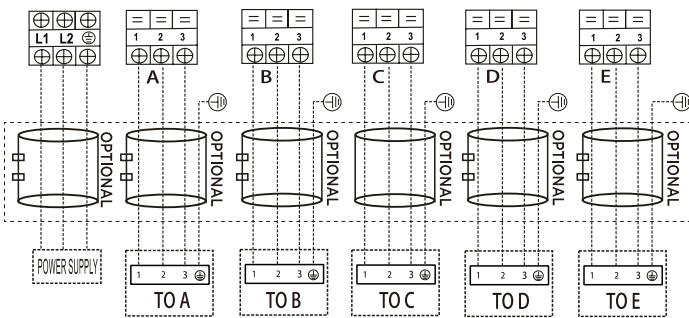 L1 L2
1 2 3
1 2 3
1 2 3
1 2 3
1 2 3
A
B
C
D
E
OPTIONAL
OPTIONAL
OPTIONAL
OPTIONAL
OPTIONAL
OPTIONAL
POWER SUPPLY
1 2 3
TO A
1 2 3
TO B
1 2 3
TO C
1 2 3
TO D
1 2 3
TO E